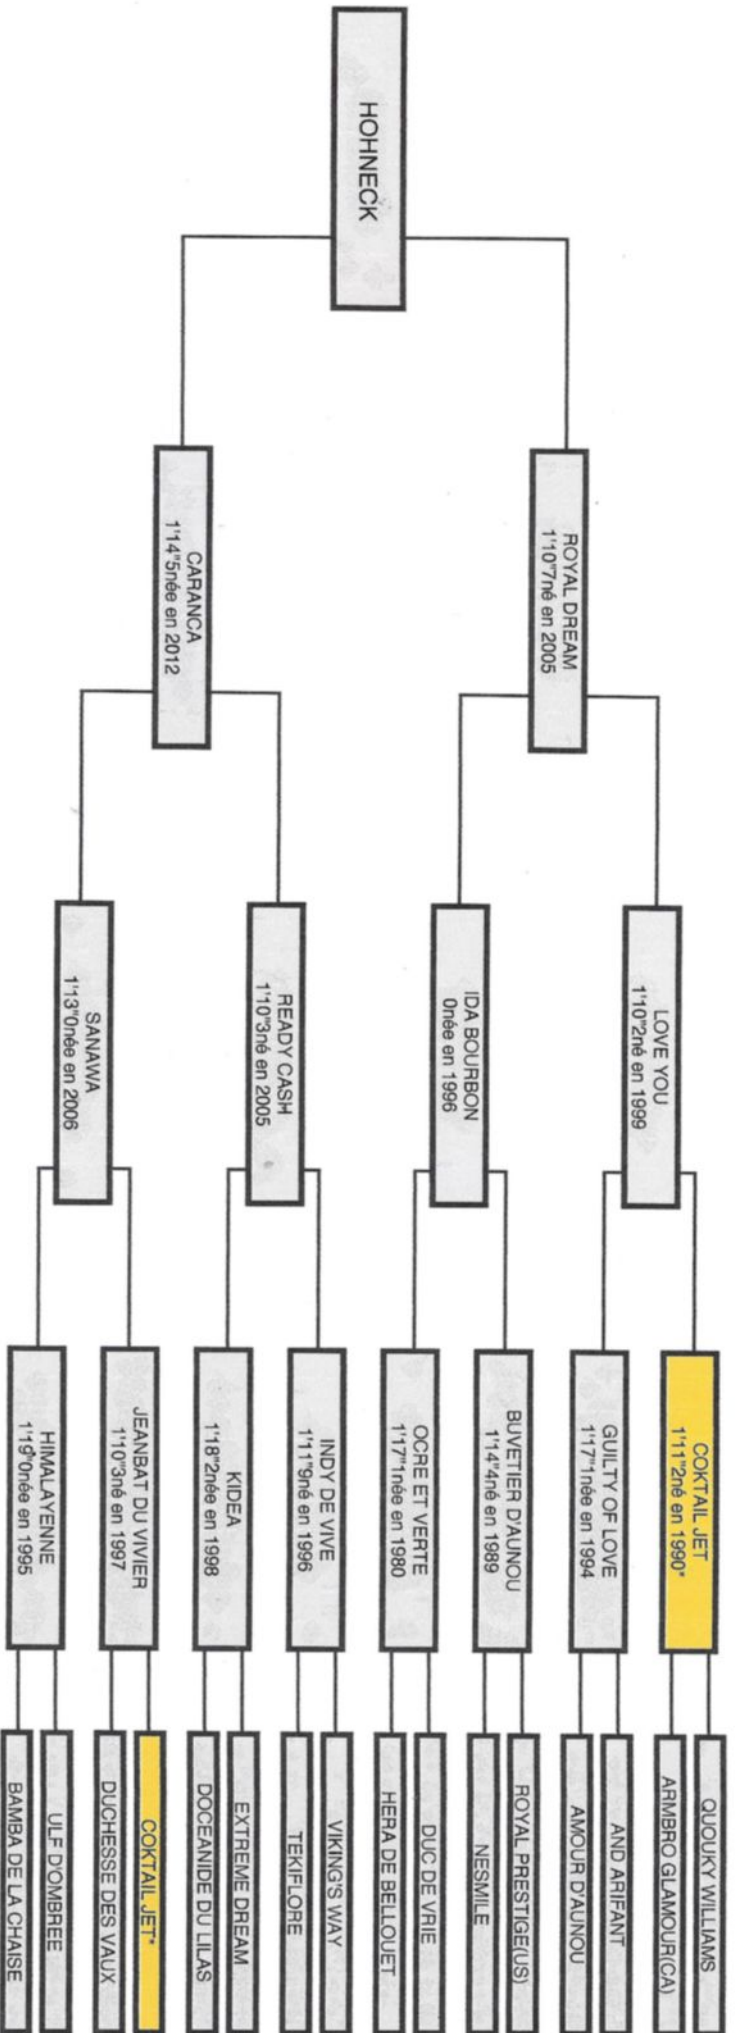 HOHNECK
ROYAL DREAM
1'10"7né en 2005
CARANCA
1'14"5née en 2012
LOVE YOU
1'10"2né en 1999
IDA BOURBON
0née en 1996
READY CASH
1'10"3né en 2005
SANAWA
1'13"0née en 2006
COKTAIL JET
1'11"2né en 1990*
GUILTY OF LOVE
1'17"1née en 1994
BUVETIER D'AUNOU
1'14"4né en 1989
OCRE ET VERTE
1'17"1née en 1980
INDY DE VIVE
1'11"9né en 1996
KIDEA
1'18"2née en 1998
JEANBAT DU VIVIER
1'10"3né en 1997
HIMALAYENNE
1'19"0née en 1995
QUOUKY WILLIAMS
ARMBRO GLAMOUR(CA)
AND ARIFANT
AMOUR D'AUNOU
ROYAL PRESTIGE(US)
NESMILE
DUC DE VRIE
HERA DE BELLOUET
VIKING'S WAY
TEKIFLORE
EXTREME DREAM
DOCEANIDE DU LILAS
COKTAIL JET*
DUCHESSE DES VAUX
ULF D'OMBREE
BAMBA DE LA CHAISE